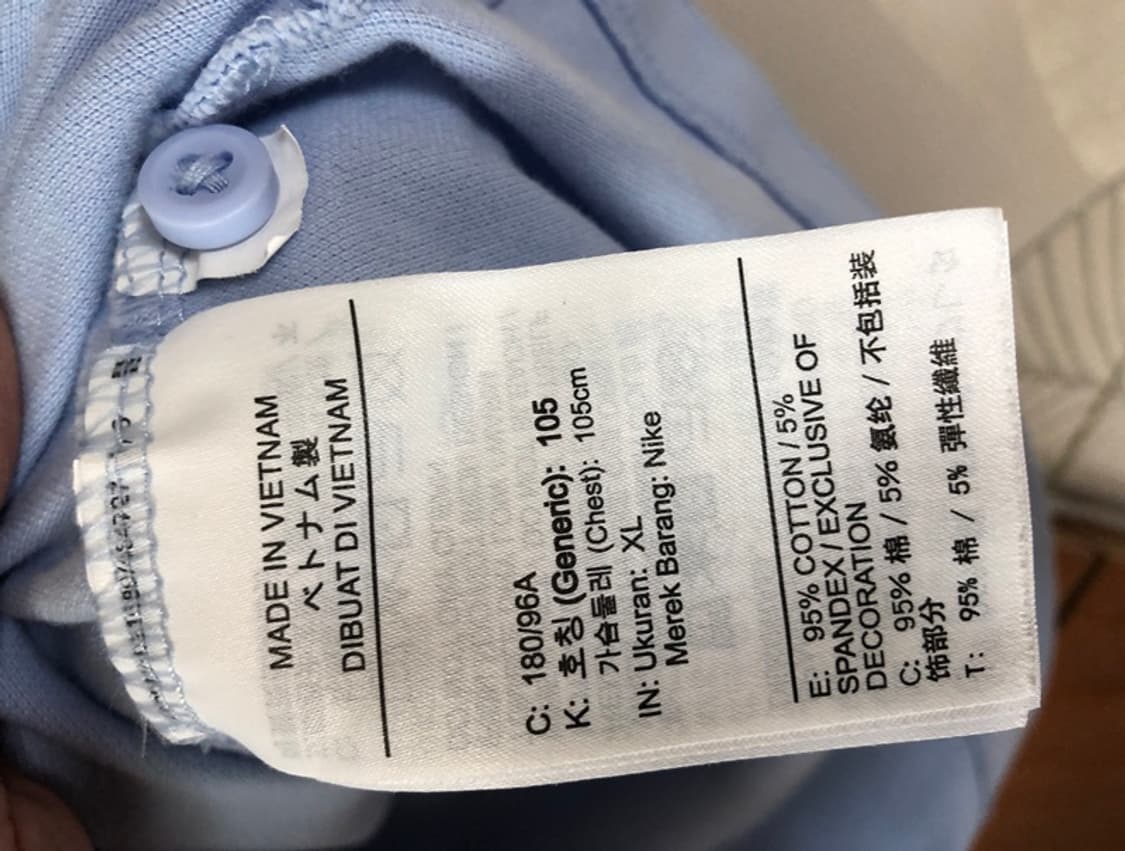 MADE IN VIETNAM
ベトナム製
DIBUAT DI VIETNAM
C: 180/96A
K: 호칭 (Generic): 105
가슴둘레 (Chest): 105cm
IN: Ukuran: XL
Merek Barang: Nike
E: 95% COTTON / 5%
SPANDEX / EXCLUSIVE OF
DECORATION
C: 95% 棉 / 5% 氨纶 / 不包括装
饰部分
T: 95% 棉 / 5% 彈性纖維